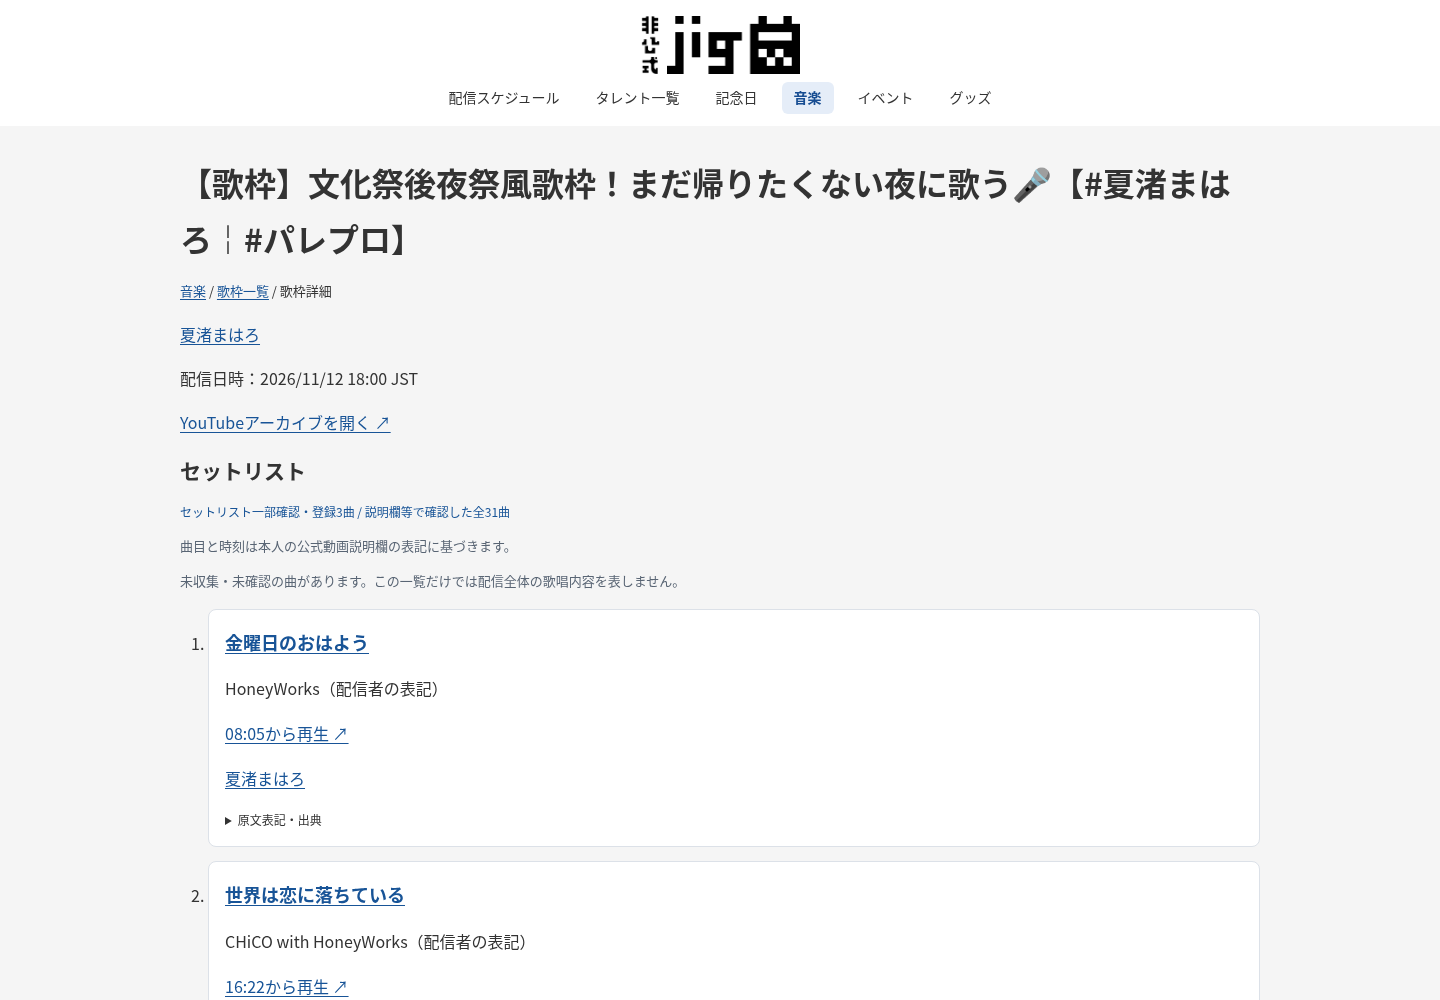 非公式 jig曲
配信スケジュール タレント一覧 記念日 音楽 イベント グッズ
【歌枠】文化祭後夜祭風歌枠！まだ帰りたくない夜に歌う🎤【#夏渚まは
ろ￤#パレプロ】
音楽 / 歌枠一覧 / 歌枠詳細
夏渚まはろ
配信日時：2026/11/12 18:00 JST
YouTubeアーカイブを開く ↗
セットリスト
セットリスト一部確認・登録3曲 / 説明欄等で確認した全31曲
曲目と時刻は本人の公式動画説明欄の表記に基づきます。
未収集・未確認の曲があります。この一覧だけでは配信全体の歌唱内容を表しません。
1. 金曜日のおはよう
HoneyWorks（配信者の表記）
08:05から再生 ↗
夏渚まはろ
▶ 原文表記・出典
2. 世界は恋に落ちている
CHiCO with HoneyWorks（配信者の表記）
16:22から再生 ↗